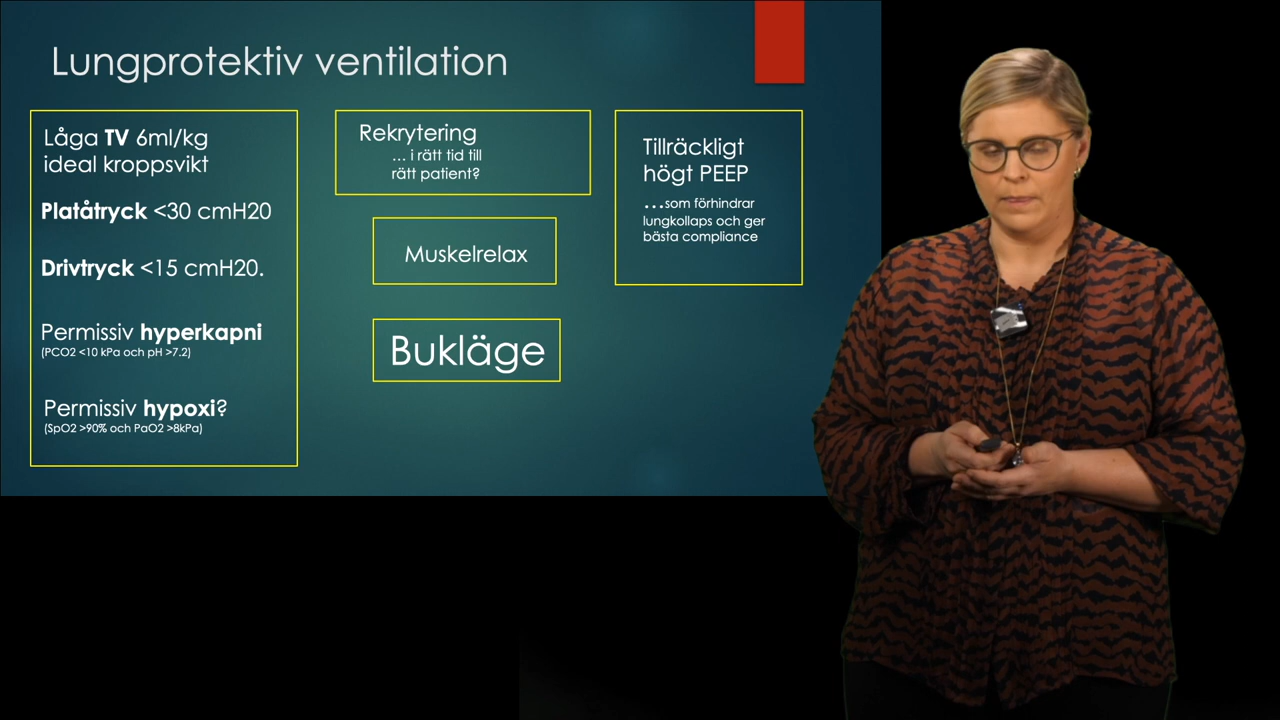 Lungprotektiv ventilation
Låga TV 6ml/kg
ideal kroppsvikt
Platåtryck <30 cmH20
Drivtryck <15 cmH20.
Permissiv hyperkapni
(PCO2 <10 kPa och pH >7.2)
Permissiv hypoxi?
(SpO2 >90% och PaO2 >8kPa)
Rekrytering
... i rätt tid till
rätt patient?
Muskelrelax
Bukläge
Tillräckligt
högt PEEP
...som förhindrar
lungkollaps och ger
bästa compliance